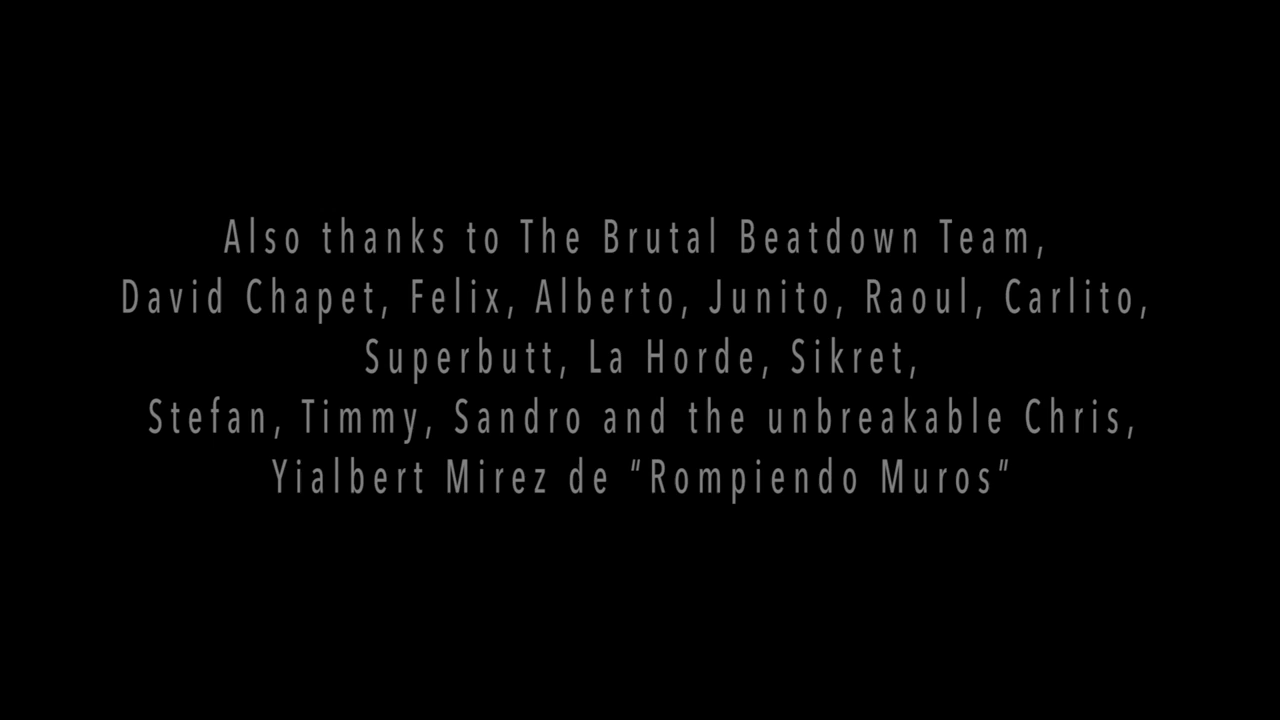 Also thanks to The Brutal Beatdown Team,
David Chapet, Felix, Alberto, Junito, Raoul, Carlito,
Superbutt, La Horde, Sikret,
Stefan, Timmy, Sandro and the unbreakable Chris,
Yialbert Mirez de “Rompiendo Muros”